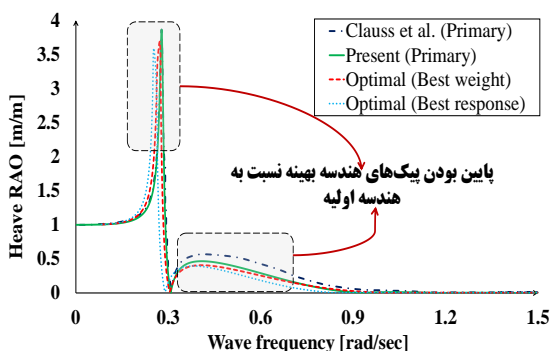 Heave RAO [m/m]
4
3.5
3
2.5
2
1.5
1
0.5
0
Clauss et al. (Primary)
Present (Primary)
Optimal (Best weight)
Optimal (Best response)
پایین بودن پیک‌های هندسه بهینه نسبت به
هندسه اولیه
0 0.3 0.6 0.9 1.2 1.5
Wave frequency [rad/sec]